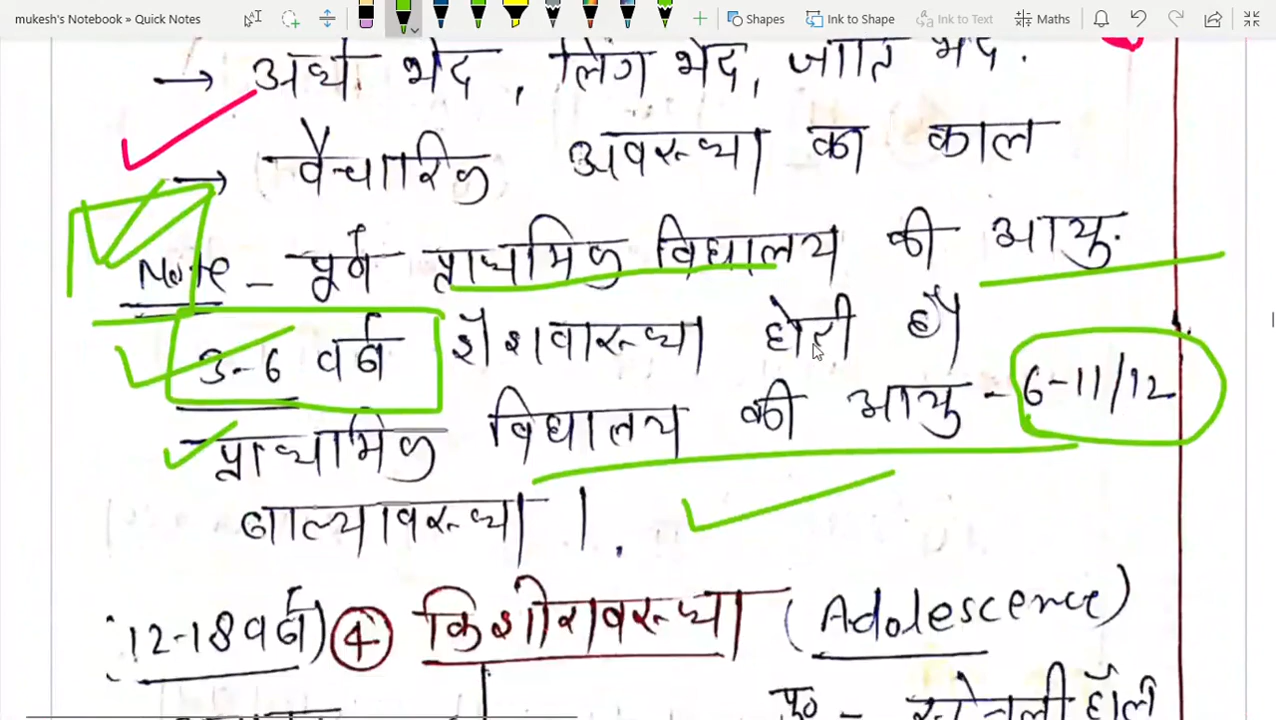 mukesh's Notebook » Quick Notes
Shapes Ink to Shape Ink to Text Maths
→ अर्थ भेद, लिंग भेद, जाति भेद.
→ वैचारिक अवस्था का काल
Note - पूर्व प्राथमिक विद्यालय की आयु.
3-6 वर्ष शैशवास्था होती है।
प्राथमिक विद्यालय की आयु - 6-11/12
बाल्यावस्था ।.
12-18 वर्ष) ④ किशोरावस्था (Adolescence)
प्र० -